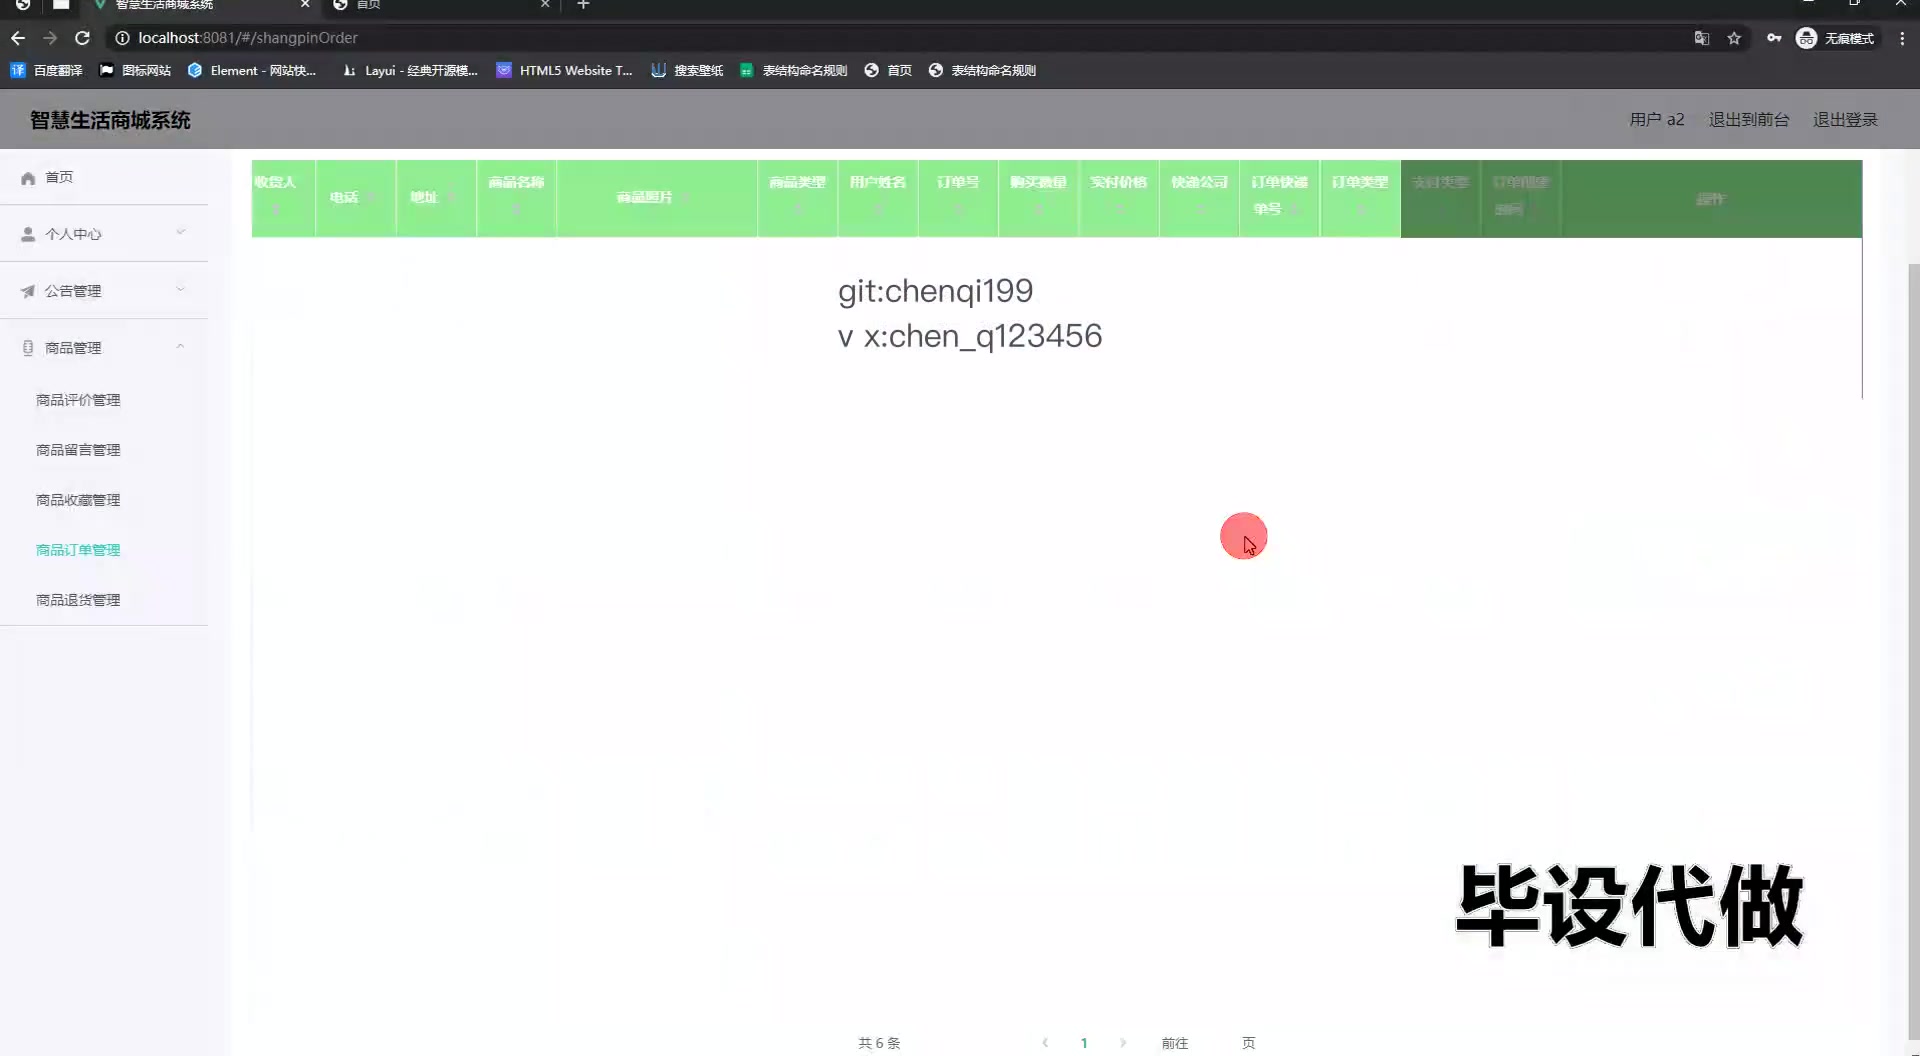 智慧生活商城系统
首页
localhost:8081/#/shangpinOrder
无痕模式
百度翻译
图标网站
Element - 网站快...
Layui - 经典开源模...
HTML5 Website T...
搜索壁纸
表结构命名规则
首页
表结构命名规则
智慧生活商城系统
用户 a2
退出到前台
退出登录
首页
个人中心
公告管理
商品管理
商品评价管理
商品留言管理
商品收藏管理
商品订单管理
商品退货管理
收货人
电话
地址
商品名称
商品照片
商品类型
用户姓名
订单号
购买数量
实付价格
快递公司
订单快递
单号
订单类型
支付类型
操作
git:chenqi199
v x:chen_q123456
毕设代做
共 6 条
1
前往
页